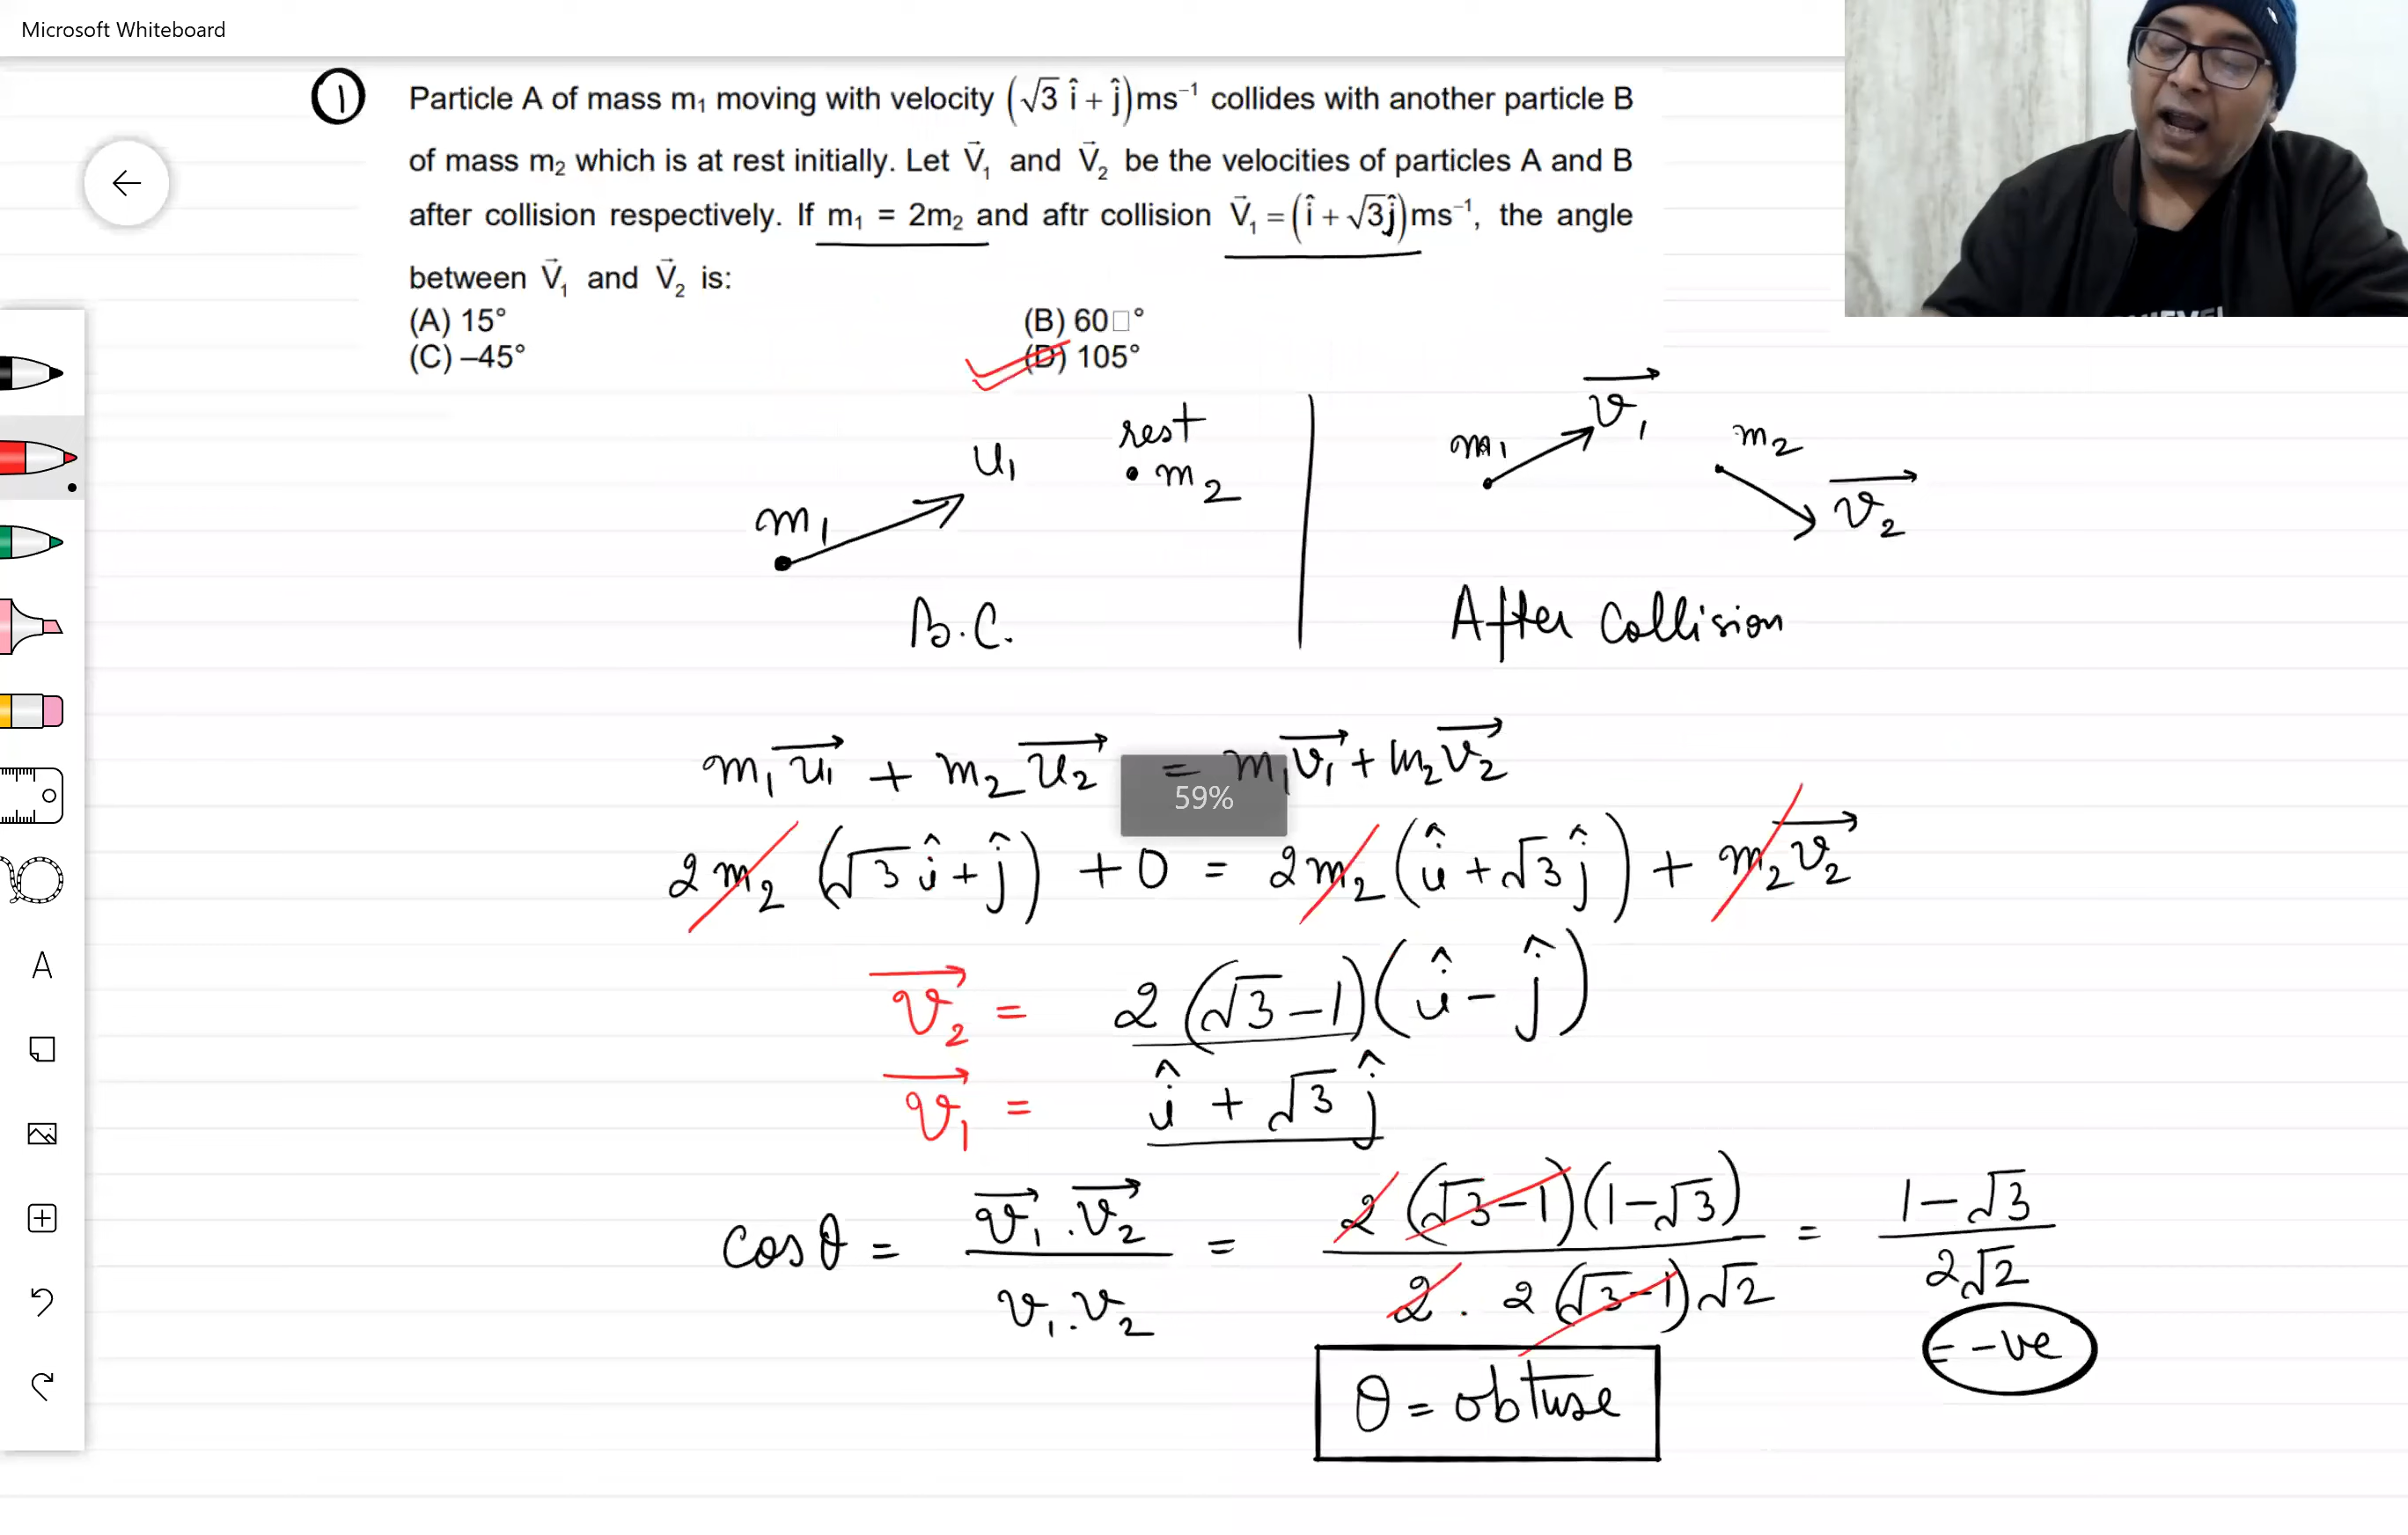 Microsoft Whiteboard
① Particle A of mass m₁ moving with velocity (√3 î + ĵ)ms⁻¹ collides with another particle B
of mass m₂ which is at rest initially. Let V⃗₁ and V⃗₂ be the velocities of particles A and B
after collision respectively. If m₁ = 2m₂ and aftr collision V⃗₁ = (î + √3ĵ)ms⁻¹, the angle
between V⃗₁ and V⃗₂ is:
(A) 15° (B) 60□°
(C) –45° (D) 105°
m₁ u₁ rest m₂
m₁ v⃗₁ m₂ v⃗₂
B.C. After Collision
m₁u⃗₁ + m₂u⃗₂ = m₁v⃗₁ + m₂v⃗₂
59%
2m₂ (√3 î + ĵ) + 0 = 2m₂ (î + √3 ĵ) + m₂v⃗₂
v⃗₂ = 2(√3 – 1)(î – ĵ)
v⃗₁ = î + √3 ĵ
cosθ = v⃗₁.v⃗₂ / v₁.v₂ = 2(√3–1)(1–√3) / 2 . 2(√3–1)√2 = 1–√3 / 2√2
= –ve
θ = obtuse
A